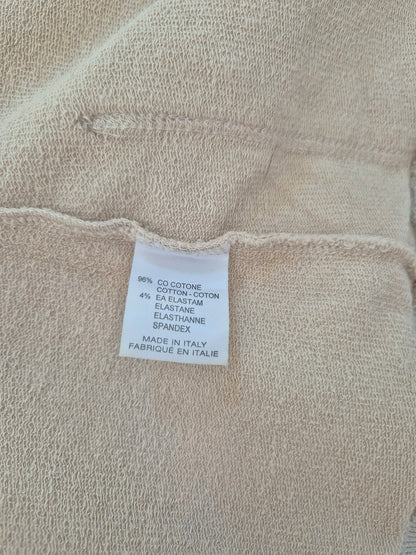 96% CO COTONE
COTTON - COTON
4% EA ELASTAM
ELASTANE
ELASTHANNE
SPANDEX
MADE IN ITALY
FABRIQUÉ EN ITALIE